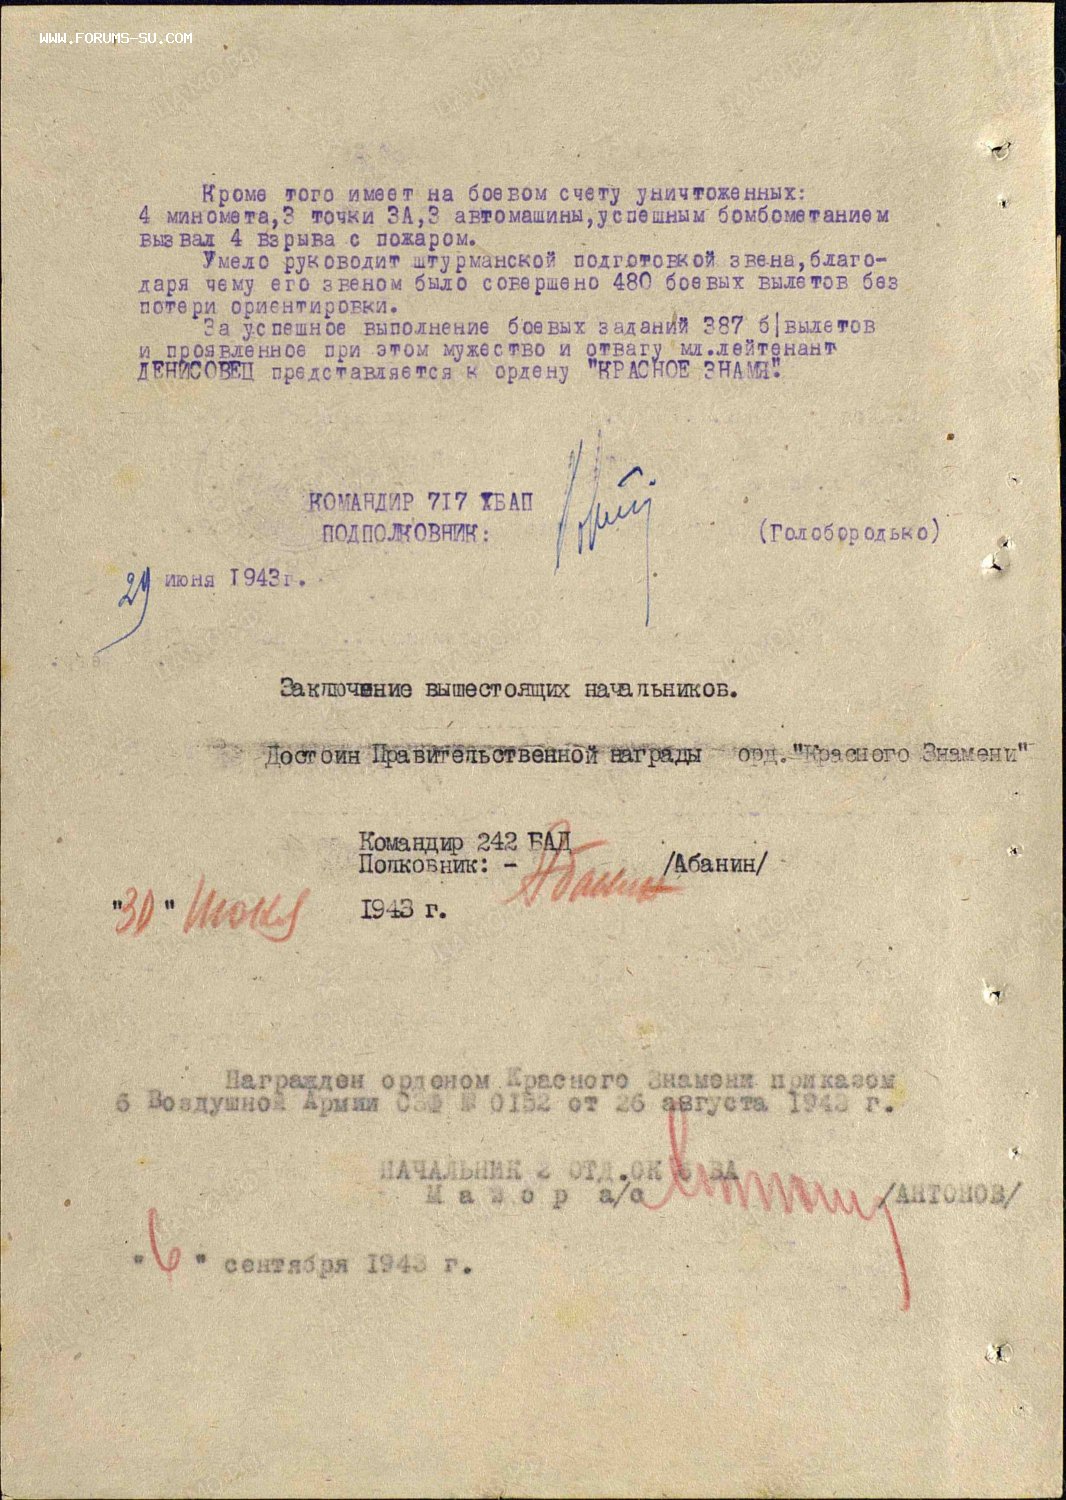 WWW.FORUMS-SU.COM
Кроме того имеет на боевом счету уничтоженных:
4 миномета,3 точки ЗА,3 автомашины,успешным бомбометанием
вызвал 4 взрыва с пожаром.
Умело руководит штурманской подготовкой звена,благо-
даря чему его звеном было совершено 480 боевых вылетов без
потери ориентировки.
За успешное выполнение боевых заданий 387 б|вылетов
и проявленное при этом мужество и отвагу мл.лейтенант
ДЕНИСОВЕЦ представляется к ордену "КРАСНОЕ ЗНАМЯ".
КОМАНДИР 717 НБАП
ПОДПОЛКОВНИК:
(Голобородько)
29 июня 1943г.
Заключение вышестоящих начальников.
Достоин Правительственной награды орд."Красного Знамени"
Командир 242 БАД
Полковник: - Абанин /Абанин/
"30" Июня 1943 г.
Награжден орденом Красного Знамени приказом
6 Воздушной Армии СЗФ № 0152 от 26 августа 1943 г.
НАЧАЛЬНИК 2 ОТД.ОК 6 ВА
М а й о р а/с /АНТОНОВ/
"6" сентября 1943 г.